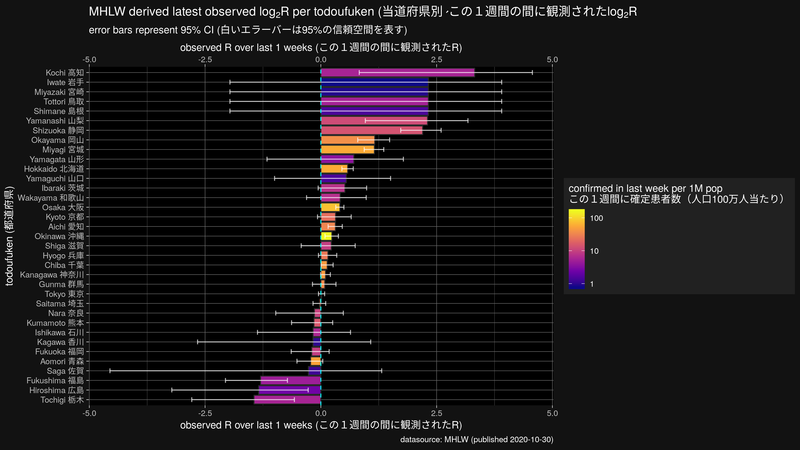 MHLW derived latest observed log₂R per todoufuken (当道府県別 この１週間の間に観測されたlog₂R
error bars represent 95% CI (白いエラーバーは95%の信頼空間を表す)
observed R over last 1 weeks (この１週間の間に観測されたR)
-5.0 -2.5 0.0 2.5 5.0
todoufuken (都道府県)
Kochi 高知
Iwate 岩手
Miyazaki 宮崎
Tottori 鳥取
Shimane 島根
Yamanashi 山梨
Shizuoka 静岡
Okayama 岡山
Miyagi 宮城
Yamagata 山形
Hokkaido 北海道
Yamaguchi 山口
Ibaraki 茨城
Wakayama 和歌山
Osaka 大阪
Kyoto 京都
Aichi 愛知
Okinawa 沖縄
Shiga 滋賀
Hyogo 兵庫
Chiba 千葉
Kanagawa 神奈川
Gunma 群馬
Tokyo 東京
Saitama 埼玉
Nara 奈良
Kumamoto 熊本
Ishikawa 石川
Kagawa 香川
Fukuoka 福岡
Aomori 青森
Saga 佐賀
Fukushima 福島
Hiroshima 広島
Tochigi 栃木
-5.0 -2.5 0.0 2.5 5.0
observed R over last 1 weeks (この１週間の間に観測されたR)
confirmed in last week per 1M pop
この１週間に確定患者数（人口100万人当たり）
100
10
1
datasource: MHLW (published 2020-10-30)